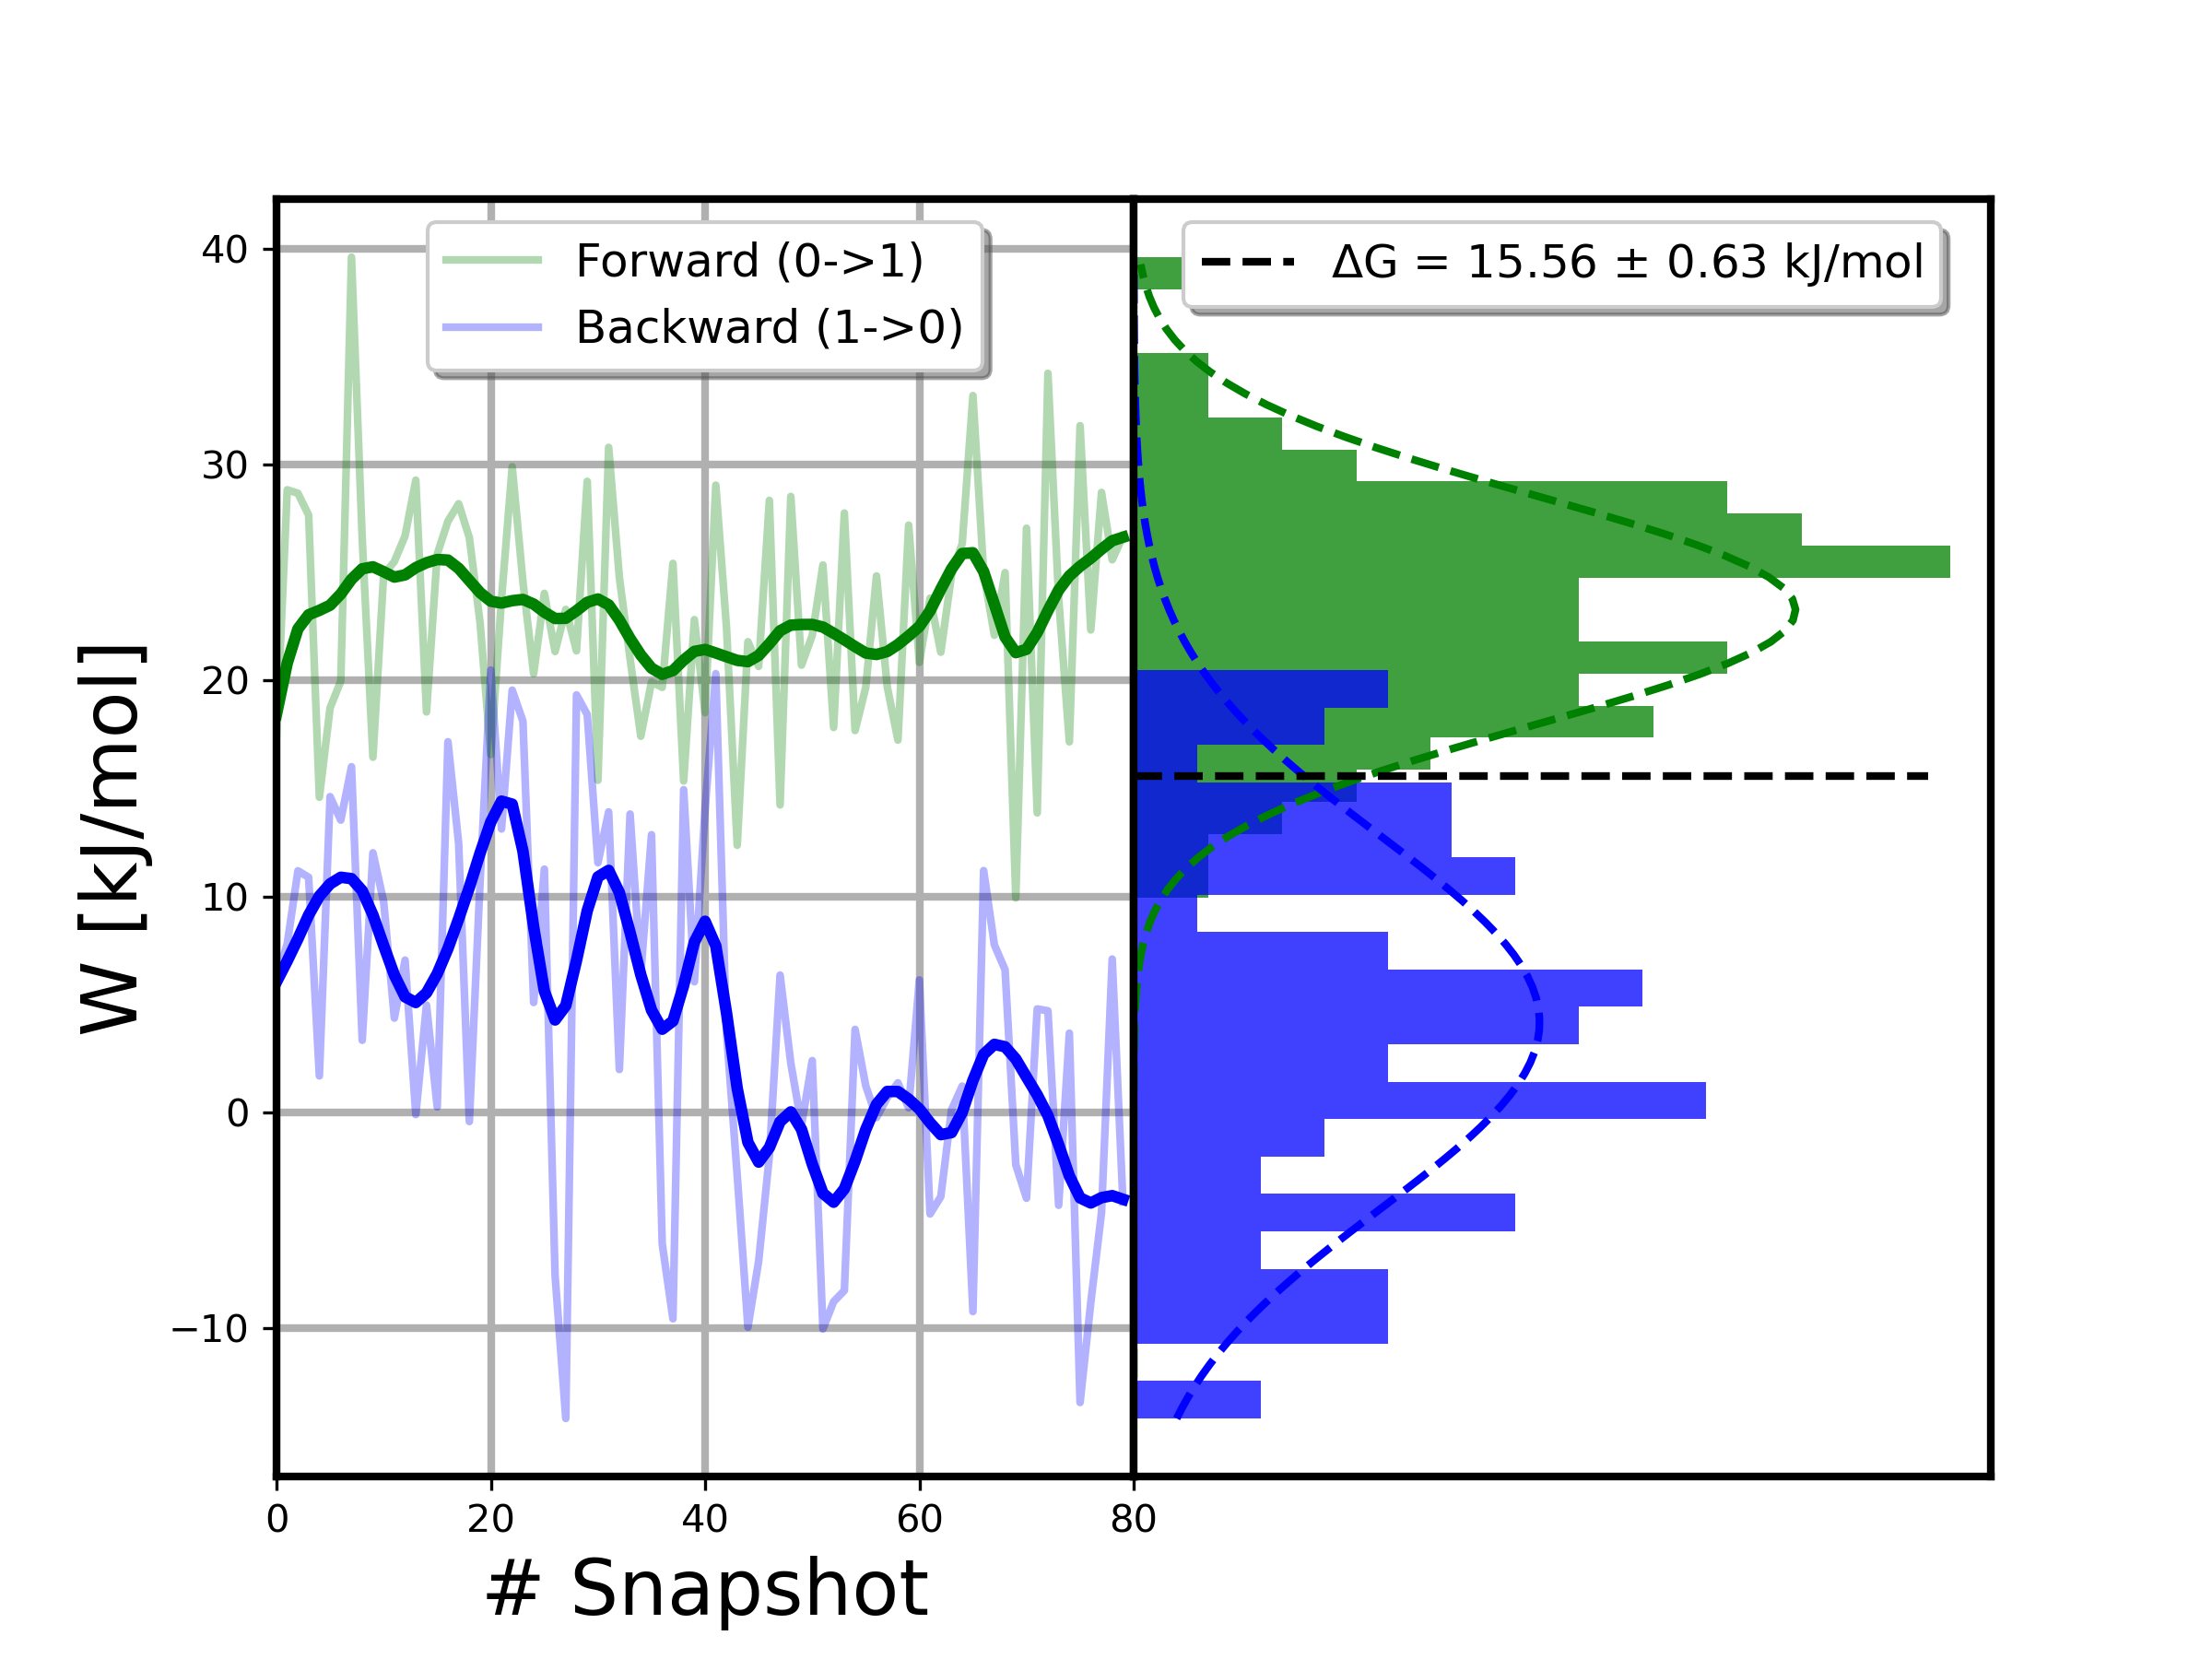 Forward (0->1)
Backward (1->0)
ΔG = 15.56 ± 0.63 kJ/mol
W [kJ/mol]
40
30
20
10
0
−10
0
20
40
60
80
# Snapshot